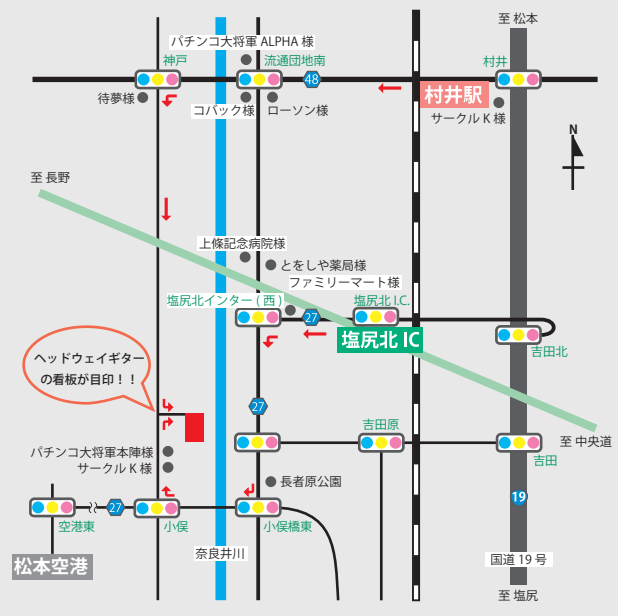 至 松本
パチンコ大将軍 ALPHA 様
神戸
流通団地南
村井
48
待夢様
コバック様
ローソン様
村井駅
サークル K 様
N
至 長野
上條記念病院様
とをしや薬局様
ファミリーマート様
塩尻北インター ( 西 )
塩尻北 I.C.
27
塩尻北 IC
吉田北
ヘッドウェイギター
の看板が目印！！
27
吉田原
至 中央道
吉田
パチンコ大将軍本陣様
サークル K 様
長者原公園
19
27
空港東
小俣
小俣橋東
奈良井川
国道 19 号
松本空港
至 塩尻